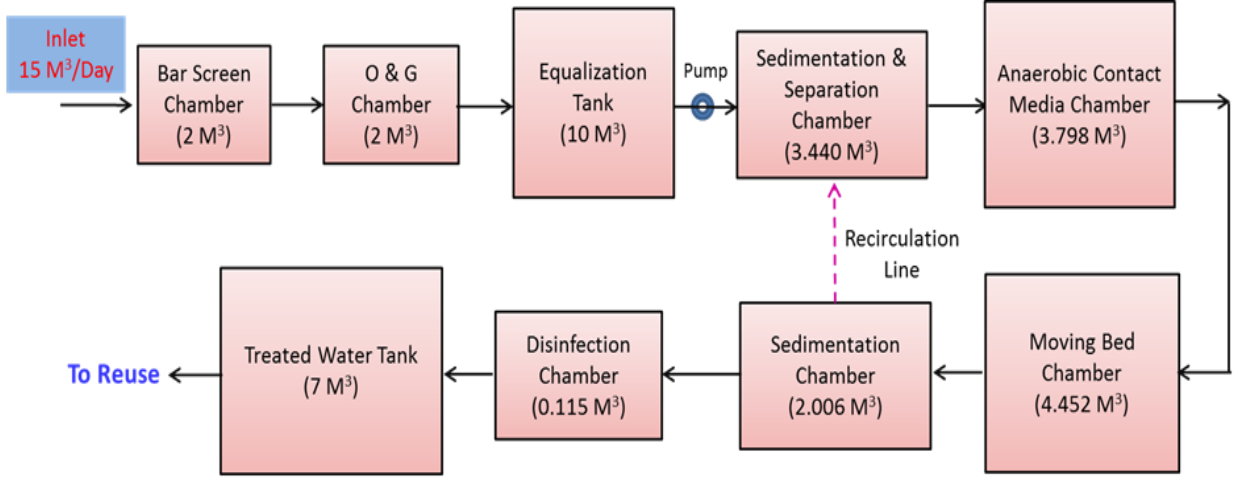 Inlet
15 M³/Day
Bar Screen
Chamber
(2 M³)
O & G
Chamber
(2 M³)
Equalization
Tank
(10 M³)
Pump
Sedimentation &
Separation
Chamber
(3.440 M³)
Anaerobic Contact
Media Chamber
(3.798 M³)
Recirculation
Line
Moving Bed
Chamber
(4.452 M³)
Sedimentation
Chamber
(2.006 M³)
Disinfection
Chamber
(0.115 M³)
Treated Water Tank
(7 M³)
To Reuse